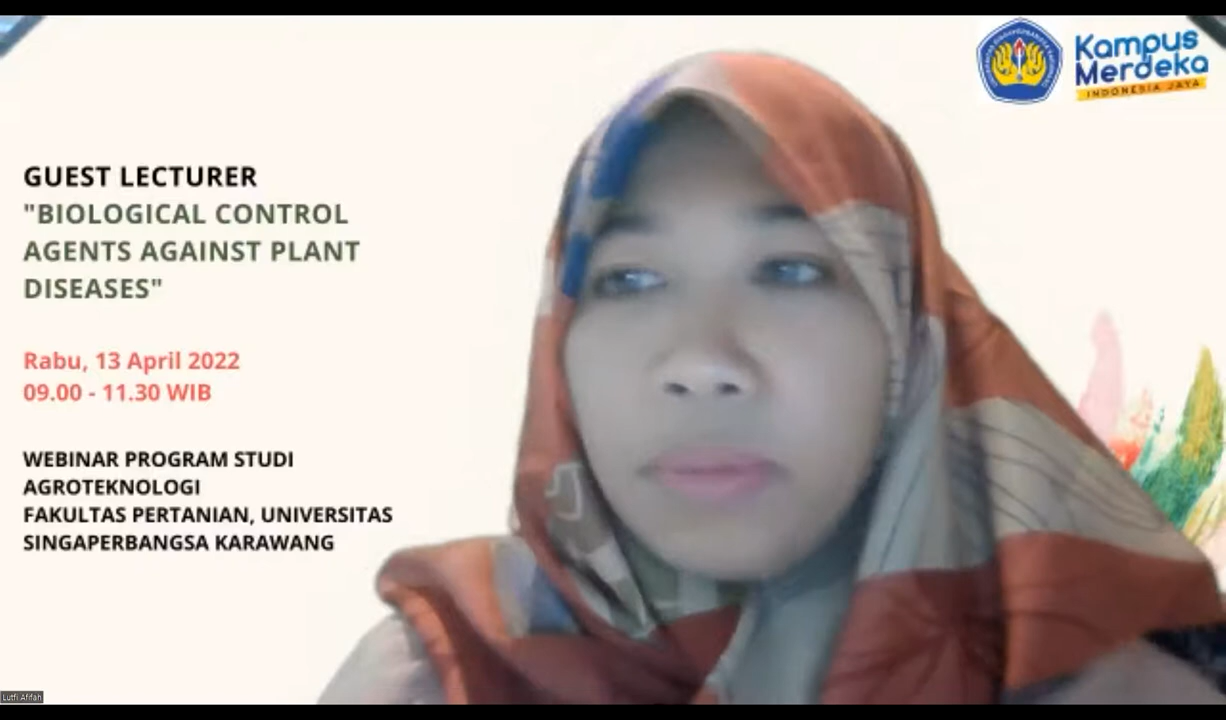 Kampus
Merdeka
INDONESIA JAYA
GUEST LECTURER
"BIOLOGICAL CONTROL
AGENTS AGAINST PLANT
DISEASES"
Rabu, 13 April 2022
09.00 - 11.30 WIB
WEBINAR PROGRAM STUDI
AGROTEKNOLOGI
FAKULTAS PERTANIAN, UNIVERSITAS
SINGAPERBANGSA KARAWANG
Lutfi Afifah